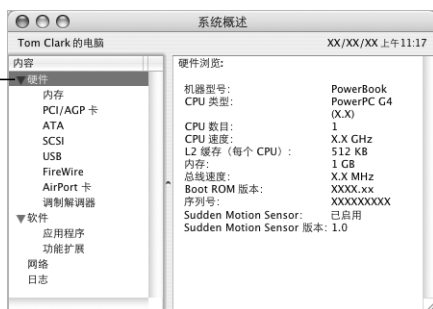 系统概述
Tom Clark 的电脑
XX/XX/XX 上午11:17
内容
硬件
内存
PCI/AGP 卡
ATA
SCSI
USB
FireWire
AirPort 卡
调制解调器
软件
应用程序
功能扩展
网络
日志
硬件浏览:
机器型号: PowerBook
CPU 类型: PowerPC G4
(X.X)
CPU 数目: 1
CPU 速度: X.X GHz
L2 缓存（每个 CPU）: 512 KB
内存: 1 GB
总线速度: X.X MHz
Boot ROM 版本: XXXX.xx
序列号: XXXXXXXXX
Sudden Motion Sensor: 已启用
Sudden Motion Sensor 版本: 1.0